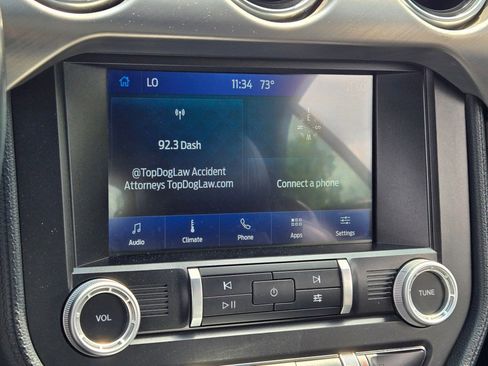 LO 11:34 73°
92.3 Dash
@TopDogLaw Accident
Attorneys TopDogLaw.com
Connect a phone
Audio Climate Phone Apps Settings
VOL
TUNE